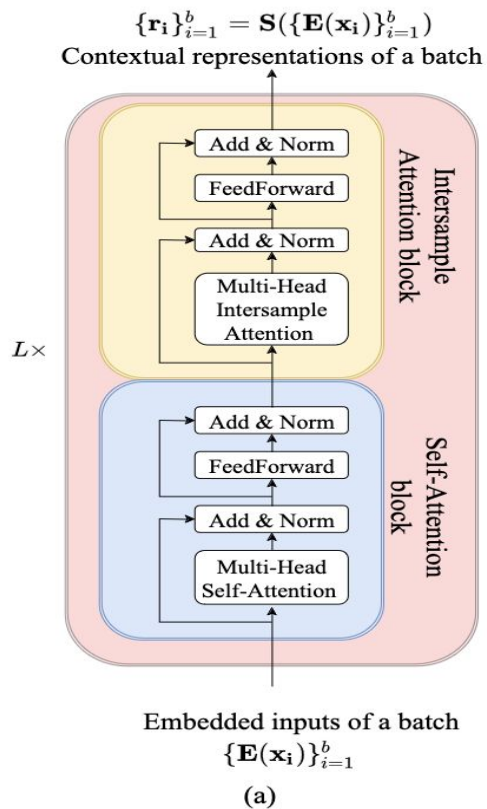 {r_i}_{i=1}^b = S({E(x_i)}_{i=1}^b)
Contextual representations of a batch
Add & Norm
FeedForward
Add & Norm
Multi-Head
Intersample
Attention
Intersample
Attention block
L×
Add & Norm
FeedForward
Add & Norm
Multi-Head
Self-Attention
Self-Attention
block
Embedded inputs of a batch
{E(x_i)}_{i=1}^b
(a)